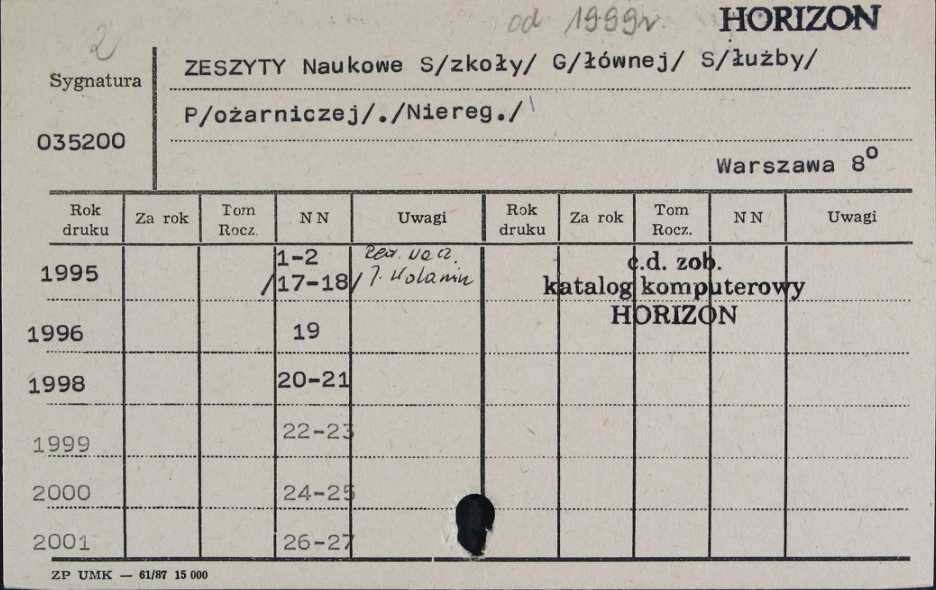 2 od 1999r. HORIZON
Sygnatura ZESZYTY Naukowe S/zkoły/ G/łównej/ S/łużby/
035200 P/ożarniczej/./Niereg./
Warszawa 8°
Rok druku Za rok Tom Rocz. N N Uwagi Rok druku Za rok Tom Rocz. N N Uwagi
1995 1-2 Red. nacz. c.d. zob.
/17-18/ J. Wolanin katalog komputerowy
1996 19 HORIZON
1998 20-21
1999 22-23
2000 24-25
2001 26-27
ZP UMK — 61/87 15 000